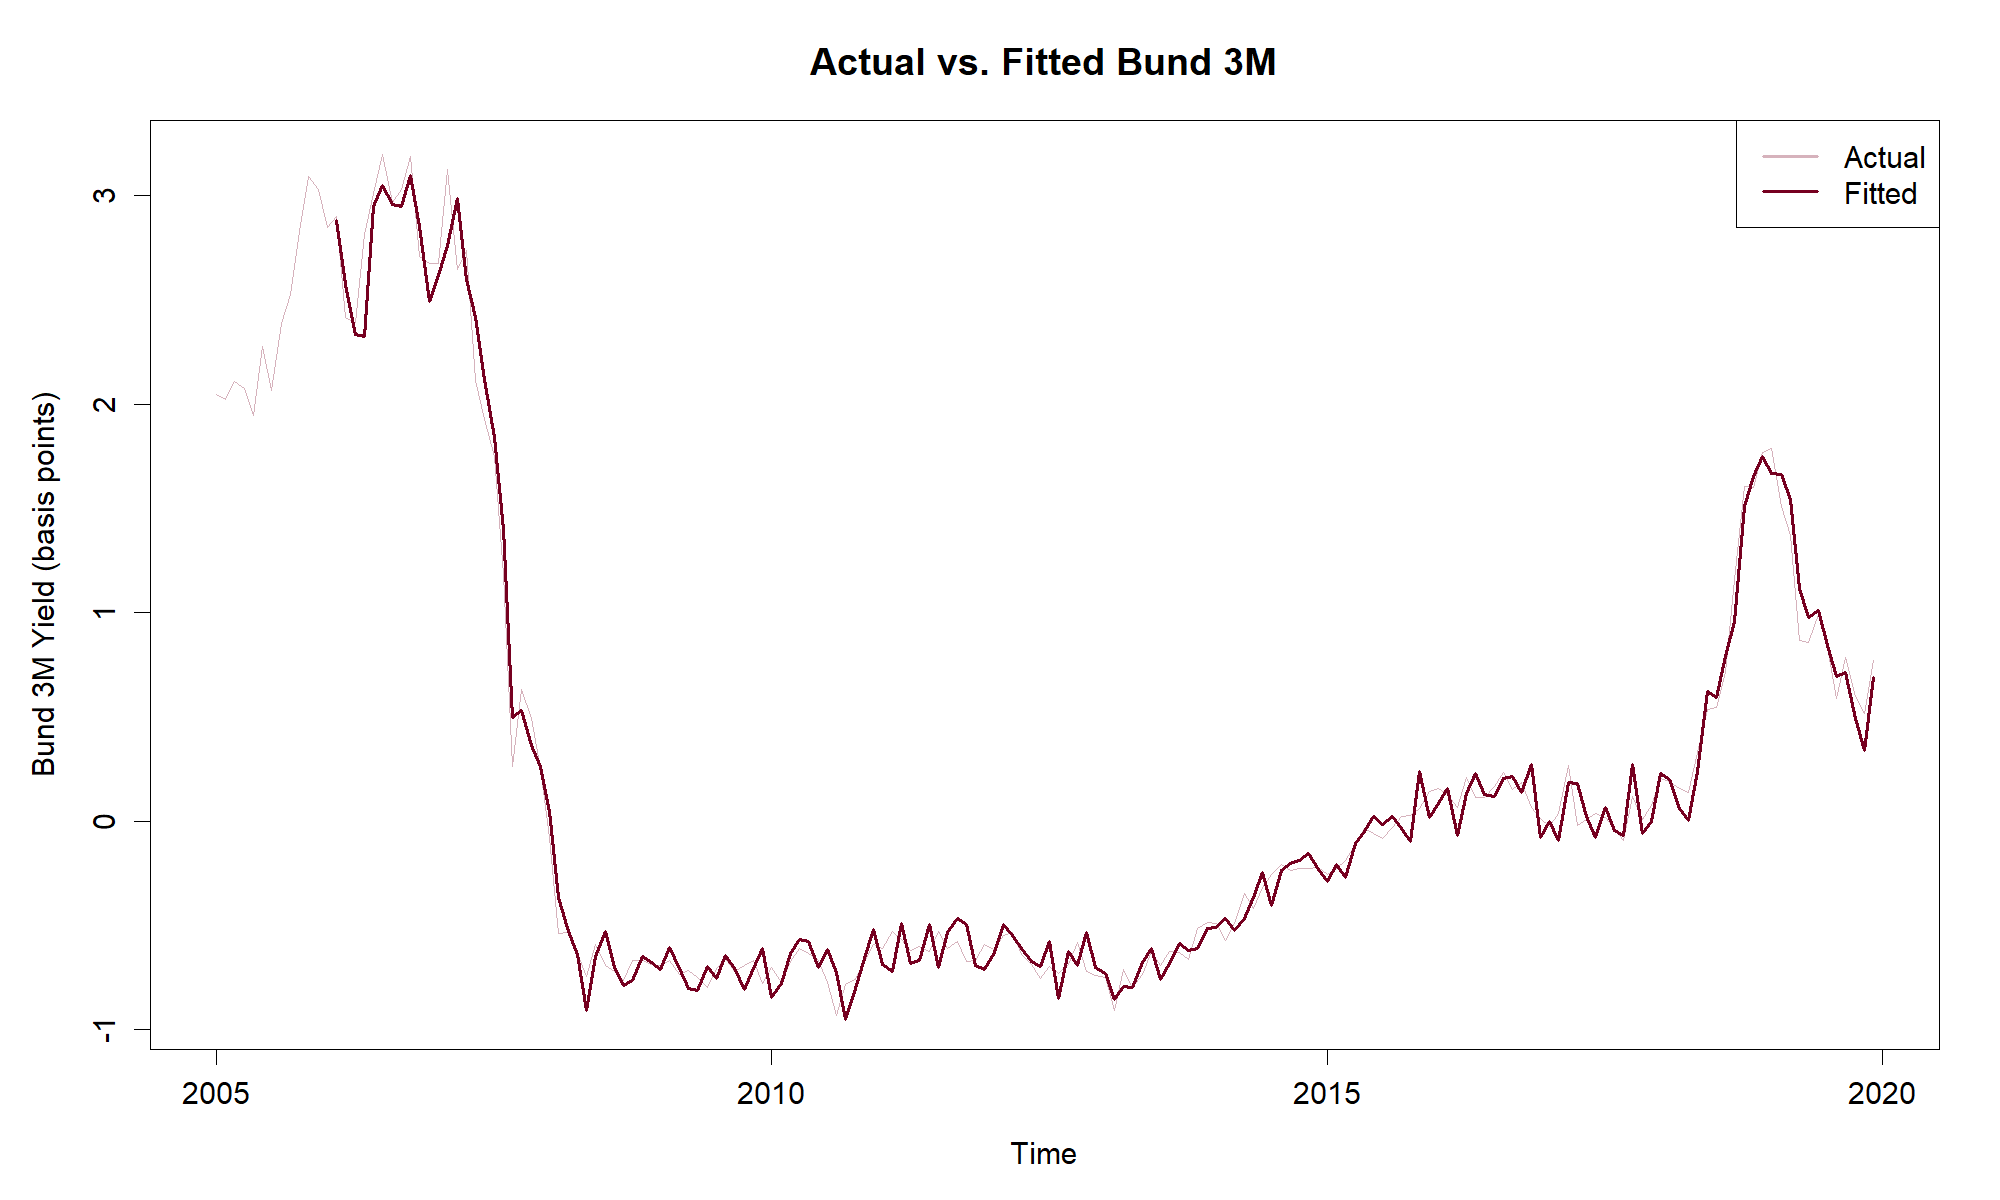 Actual vs. Fitted Bund 3M
Actual
Fitted
Bund 3M Yield (basis points)
3
2
1
0
-1
2005
2010
2015
2020
Time